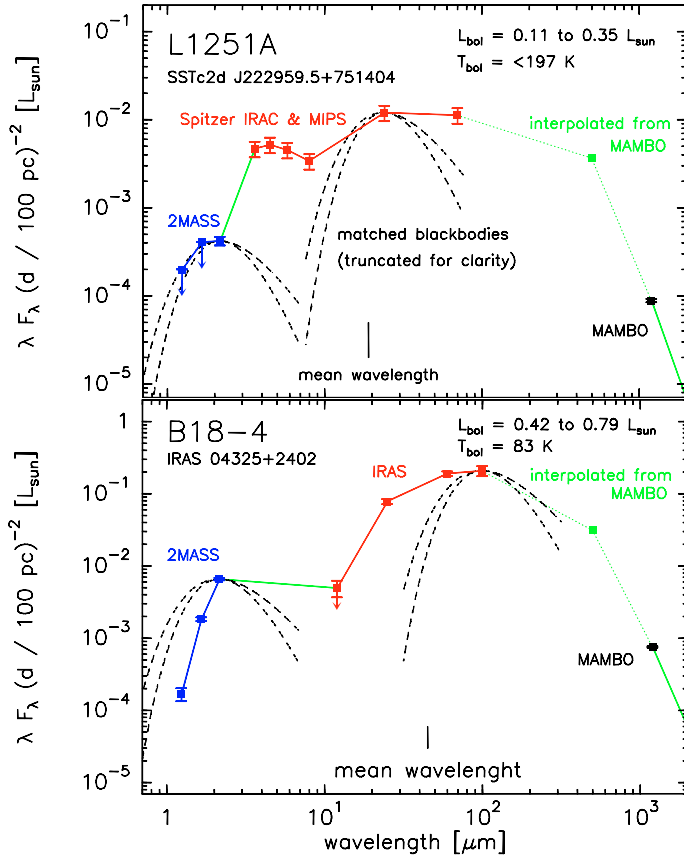 λ F_λ (d / 100 pc)^−2 [L_sun]
10^−1
10^−2
10^−3
10^−4
10^−5
L1251A
SSTc2d J222959.5+751404
L_bol = 0.11 to 0.35 L_sun
T_bol = <197 K
Spitzer IRAC & MIPS
interpolated from
MAMBO
2MASS
matched blackbodies
(truncated for clarity)
MAMBO
mean wavelength
λ F_λ (d / 100 pc)^−2 [L_sun]
1
10^−1
10^−2
10^−3
10^−4
10^−5
B18−4
IRAS 04325+2402
L_bol = 0.42 to 0.79 L_sun
T_bol = 83 K
IRAS
interpolated from
MAMBO
2MASS
MAMBO
mean wavelenght
1 10^1 10^2 10^3
wavelength [μm]